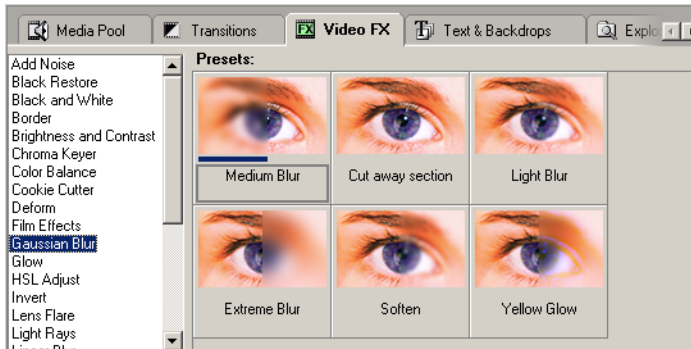 Media Pool
Transitions
FX Video FX
Text & Backdrops
Explo
Presets:
Add Noise
Black Restore
Black and White
Border
Brightness and Contrast
Chroma Keyer
Color Balance
Cookie Cutter
Deform
Film Effects
Gaussian Blur
Glow
HSL Adjust
Invert
Lens Flare
Light Rays
Medium Blur
Cut away section
Light Blur
Extreme Blur
Soften
Yellow Glow